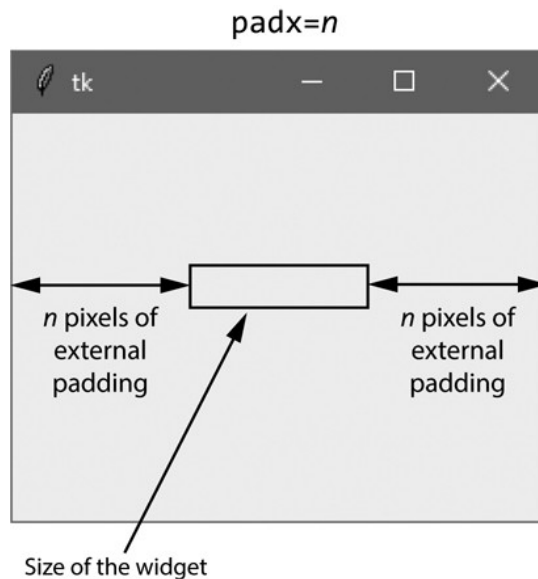 padx=n
tk
n pixels of
external
padding
n pixels of
external
padding
Size of the widget